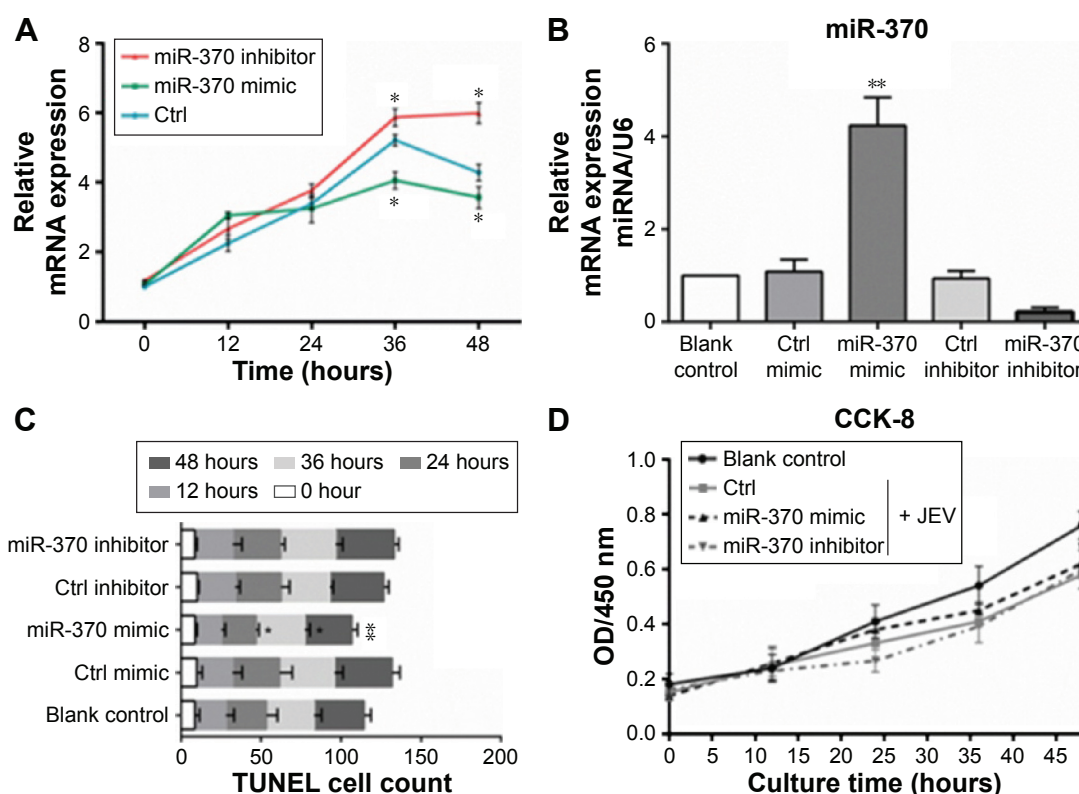 A
8
6
4
2
0
Relative
mRNA expression
miR-370 inhibitor
miR-370 mimic
Ctrl
*
*
*
*
0 12 24 36 48
Time (hours)
B
miR-370
6
4
2
0
Relative
mRNA expression
miRNA/U6
**
Blank
control
Ctrl
mimic
miR-370
mimic
Ctrl
inhibitor
miR-370
inhibitor
C
48 hours 36 hours 24 hours
12 hours 0 hour
miR-370 inhibitor
Ctrl inhibitor
miR-370 mimic
* * **
Ctrl mimic
Blank control
0 50 100 150 200
TUNEL cell count
D
CCK-8
1.0
0.8
0.6
0.4
0.2
0.0
OD/450 nm
Blank control
Ctrl
miR-370 mimic
miR-370 inhibitor
+ JEV
0 5 10 15 20 25 30 35 40 45
Culture time (hours)